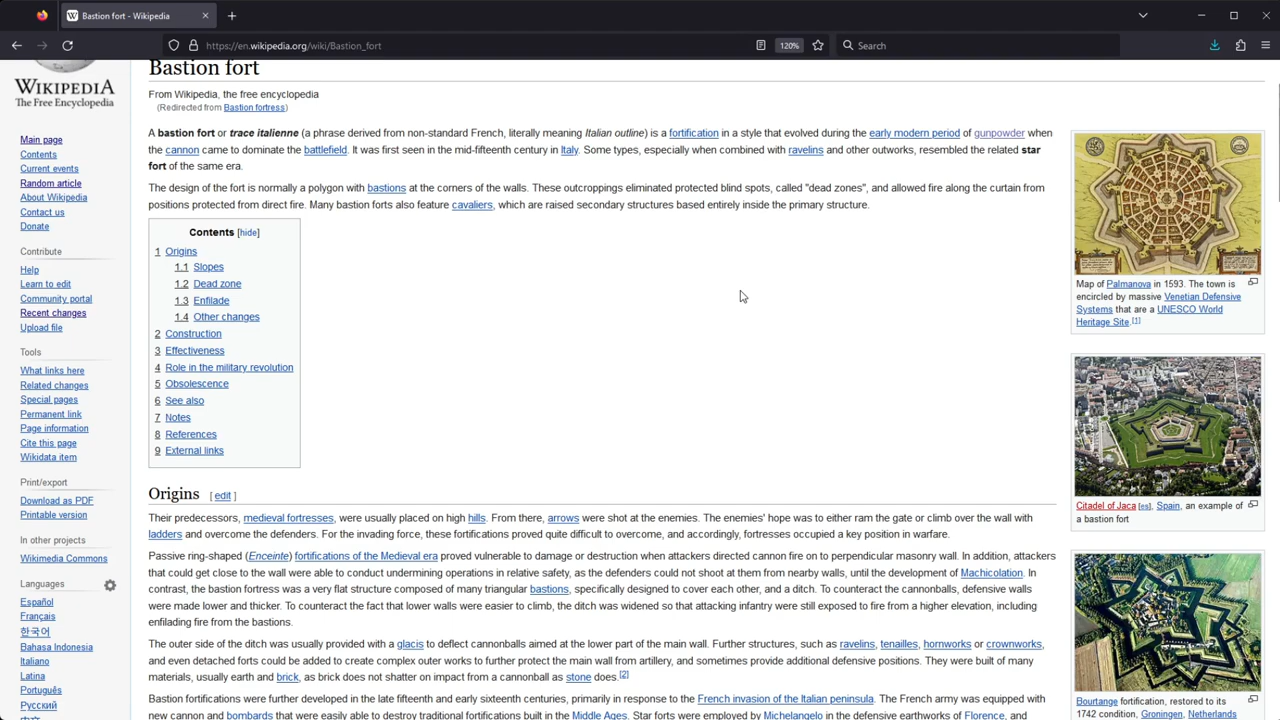 Bastion fort - Wikipedia
https://en.wikipedia.org/wiki/Bastion_fort
120%
Search
WIKIPEDIA
The Free Encyclopedia
Main page
Contents
Current events
Random article
About Wikipedia
Contact us
Donate
Contribute
Help
Learn to edit
Community portal
Recent changes
Upload file
Tools
What links here
Related changes
Special pages
Permanent link
Page information
Cite this page
Wikidata item
Print/export
Download as PDF
Printable version
In other projects
Wikimedia Commons
Languages
Español
Français
한국어
Bahasa Indonesia
Italiano
Latina
Português
Русский
Bastion fort
From Wikipedia, the free encyclopedia
(Redirected from Bastion fortress)
A bastion fort or trace italienne (a phrase derived from non-standard French, literally meaning Italian outline) is a fortification in a style that evolved during the early modern period of gunpowder when
the cannon came to dominate the battlefield. It was first seen in the mid-fifteenth century in Italy. Some types, especially when combined with ravelins and other outworks, resembled the related star
fort of the same era.
The design of the fort is normally a polygon with bastions at the corners of the walls. These outcroppings eliminated protected blind spots, called "dead zones", and allowed fire along the curtain from
positions protected from direct fire. Many bastion forts also feature cavaliers, which are raised secondary structures based entirely inside the primary structure.
Contents [hide]
1 Origins
1.1 Slopes
1.2 Dead zone
1.3 Enfilade
1.4 Other changes
2 Construction
3 Effectiveness
4 Role in the military revolution
5 Obsolescence
6 See also
7 Notes
8 References
9 External links
Origins [ edit ]
Their predecessors, medieval fortresses, were usually placed on high hills. From there, arrows were shot at the enemies. The enemies' hope was to either ram the gate or climb over the wall with
ladders and overcome the defenders. For the invading force, these fortifications proved quite difficult to overcome, and accordingly, fortresses occupied a key position in warfare.
Passive ring-shaped (Enceinte) fortifications of the Medieval era proved vulnerable to damage or destruction when attackers directed cannon fire on to perpendicular masonry wall. In addition, attackers
that could get close to the wall were able to conduct undermining operations in relative safety, as the defenders could not shoot at them from nearby walls, until the development of Machicolation. In
contrast, the bastion fortress was a very flat structure composed of many triangular bastions, specifically designed to cover each other, and a ditch. To counteract the cannonballs, defensive walls
were made lower and thicker. To counteract the fact that lower walls were easier to climb, the ditch was widened so that attacking infantry were still exposed to fire from a higher elevation, including
enfilading fire from the bastions.
The outer side of the ditch was usually provided with a glacis to deflect cannonballs aimed at the lower part of the main wall. Further structures, such as ravelins, tenailles, hornworks or crownworks,
and even detached forts could be added to create complex outer works to further protect the main wall from artillery, and sometimes provide additional defensive positions. They were built of many
materials, usually earth and brick, as brick does not shatter on impact from a cannonball as stone does.[2]
Bastion fortifications were further developed in the late fifteenth and early sixteenth centuries, primarily in response to the French invasion of the Italian peninsula. The French army was equipped with
new cannon and bombards that were easily able to destroy traditional fortifications built in the Middle Ages. Star forts were employed by Michelangelo in the defensive earthworks of Florence, and
Map of Palmanova in 1593. The town is
encircled by massive Venetian Defensive
Systems that are a UNESCO World
Heritage Site.[1]
Citadel of Jaca [es], Spain, an example of
a bastion fort
Bourtange fortification, restored to its
1742 condition, Groningen, Netherlands